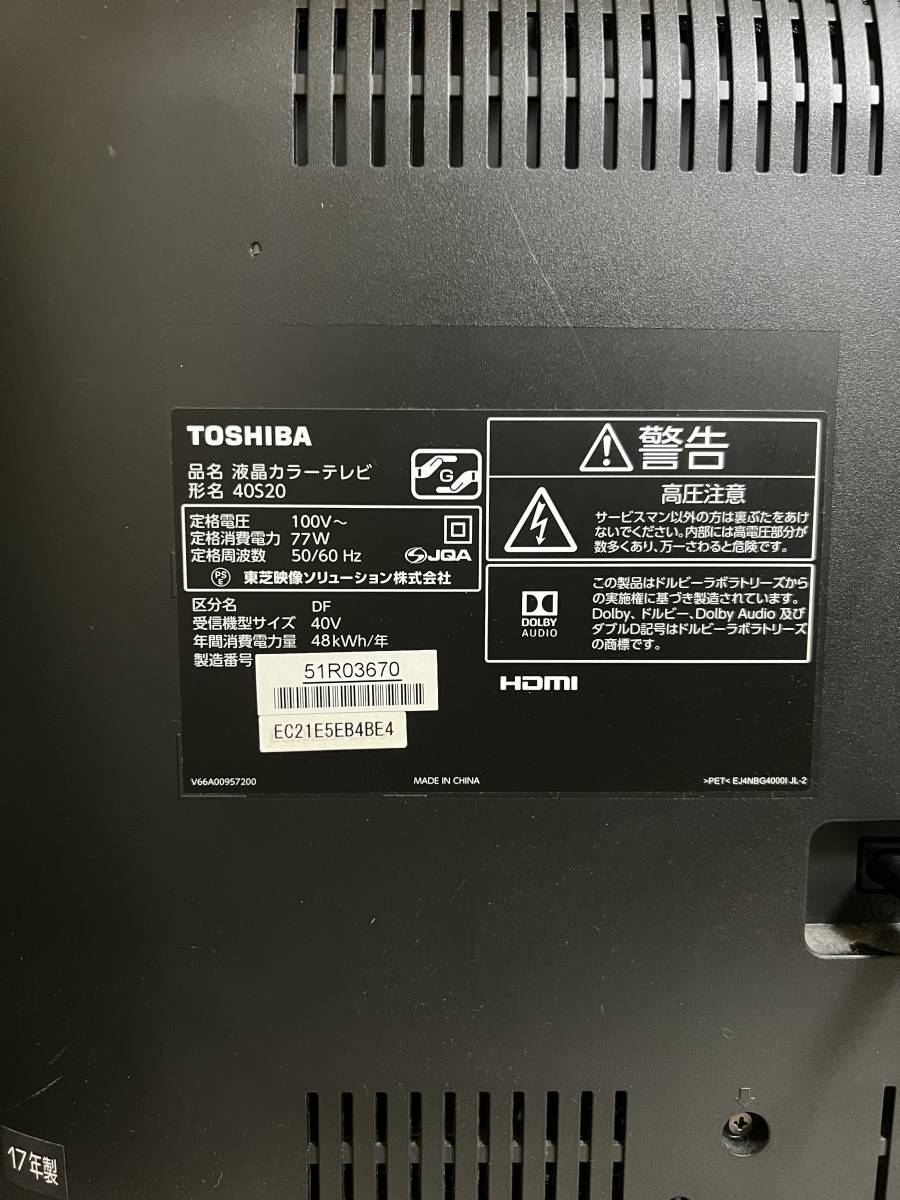 TOSHIBA
品名 液晶カラーテレビ
形名 40S20
G
定格電圧 100V~
定格消費電力 77W
定格周波数 50/60 Hz
JQA
PS
E
東芝映像ソリューション株式会社
区分名 DF
受信機型サイズ 40V
年間消費電力量 48kWh/年
製造番号
51R03670
EC21E5EB4BE4
警告
高圧注意
サービスマン以外の方は裏ぶたをあけ
ないでください。内部には高電圧部分が
数多くあり、万一さわると危険です。
DOLBY
AUDIO
この製品はドルビーラボラトリーズから
の実施権に基づき製造されています。
Dolby、ドルビー、Dolby Audio 及び
ダブルD記号はドルビーラボラトリーズ
の商標です。
HDMI
V66A00957200
MADE IN CHINA
>PET< EJ4NBG4000I JL-2
17年製